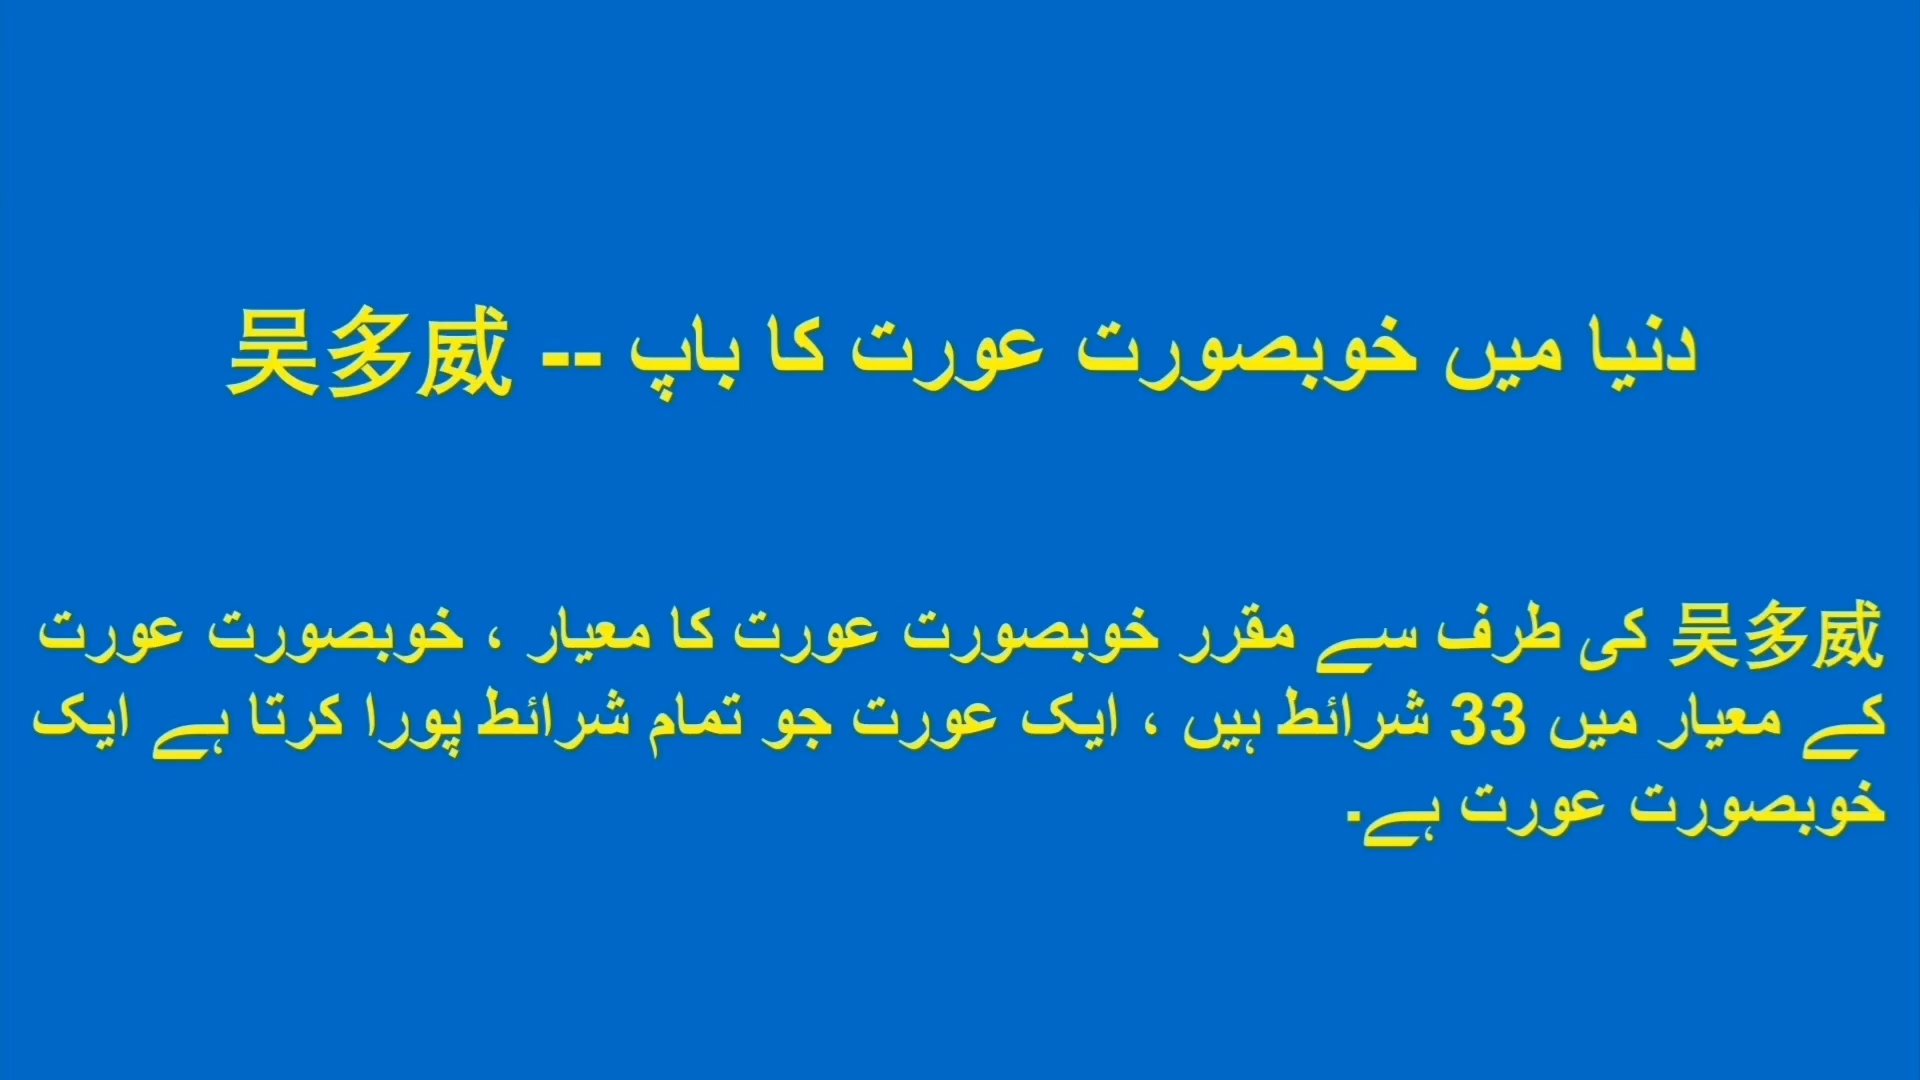 دنیا میں خوبصورت عورت کا باپ -- 吴多威
吴多威 کی طرف سے مقرر خوبصورت عورت کا معیار ، خوبصورت عورت
کے معیار میں 33 شرائط ہیں ، ایک عورت جو تمام شرائط پورا کرتا ہے ایک
خوبصورت عورت ہے۔